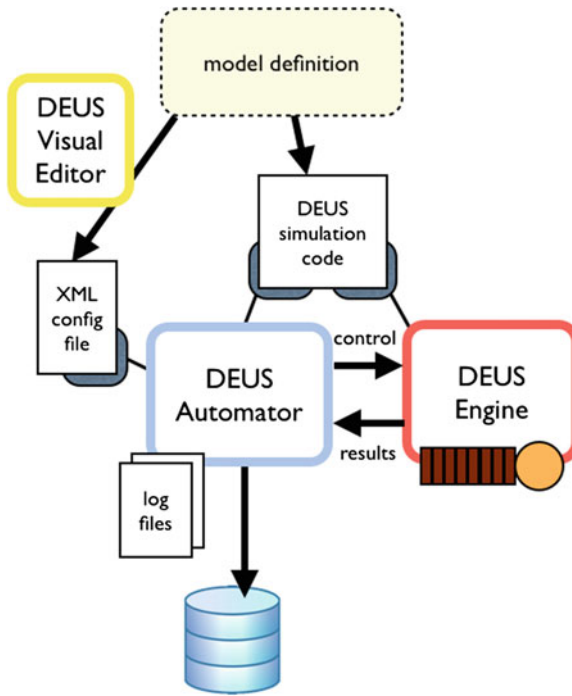 model definition
DEUS
Visual
Editor
DEUS
simulation
code
XML
config
file
control
DEUS
Automator
DEUS
Engine
results
log
files